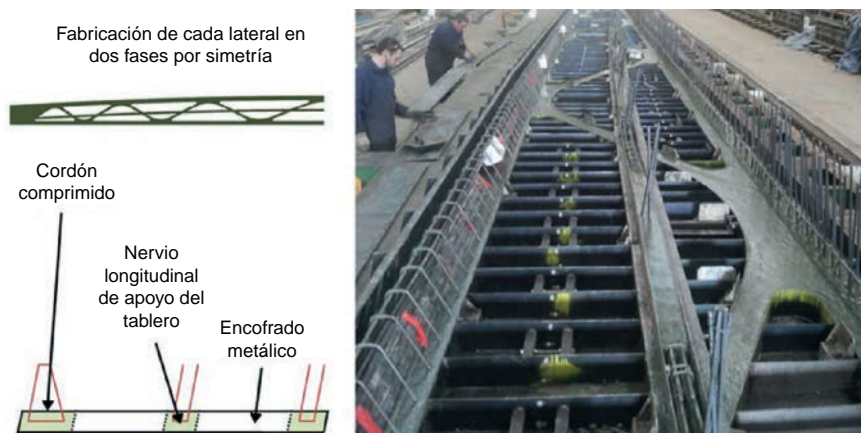 Fabricación de cada lateral en
dos fases por simetría
Cordón
comprimido
Nervio
longitudinal
de apoyo del
tablero
Encofrado
metálico